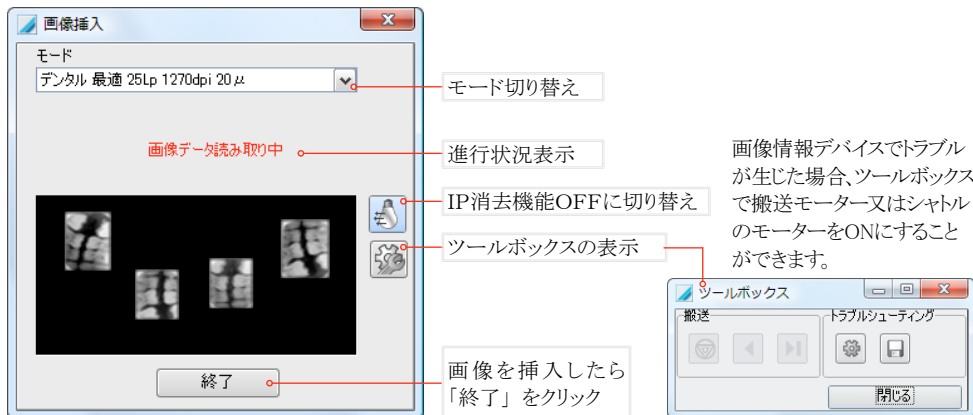 画像挿入
モード
デンタル 最適 25Lp 1270dpi 20μ
画像データ読み取り中
終了
モード切り替え
進行状況表示
IP消去機能OFFに切り替え
ツールボックスの表示
画像を挿入したら
「終了」をクリック
画像情報デバイスでトラブル
が生じた場合、ツールボックス
で搬送モーター又はシャトル
のモーターをONにすること
ができます。
ツールボックス
搬送
トラブルシューティング
閉じる